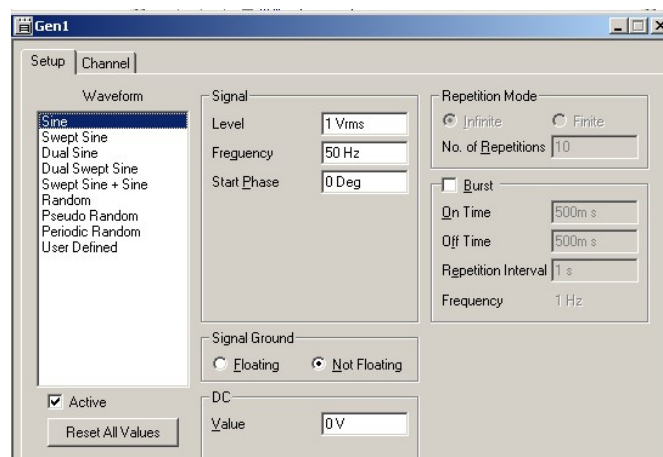 Gen1
Setup
Channel
Waveform
Sine
Swept Sine
Dual Sine
Dual Swept Sine
Swept Sine + Sine
Random
Pseudo Random
Periodic Random
User Defined
Active
Reset All Values
Signal
Level 1 Vrms
Frequency 50 Hz
Start Phase 0 Deg
Signal Ground
Floating Not Floating
DC
Value 0 V
Repetition Mode
Infinite Finite
No. of Repetitions 10
Burst
On Time 500m s
Off Time 500m s
Repetition Interval 1 s
Frequency 1 Hz